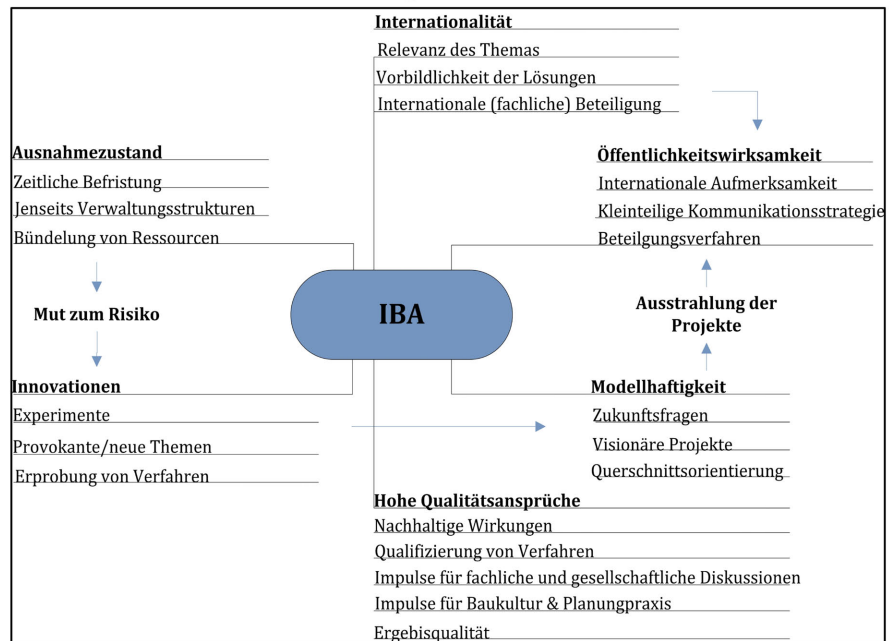 Internationalität
Relevanz des Themas
Vorbildlichkeit der Lösungen
Internationale (fachliche) Beteiligung
Ausnahmezustand
Zeitliche Befristung
Jenseits Verwaltungsstrukturen
Bündelung von Ressourcen
Öffentlichkeitswirksamkeit
Internationale Aufmerksamkeit
Kleinteilige Kommunikationsstrategie
Beteilgungsverfahren
Mut zum Risiko
IBA
Ausstrahlung der
Projekte
Innovationen
Experimente
Provokante/neue Themen
Erprobung von Verfahren
Modellhaftigkeit
Zukunftsfragen
Visionäre Projekte
Querschnittsorientierung
Hohe Qualitätsansprüche
Nachhaltige Wirkungen
Qualifizierung von Verfahren
Impulse für fachliche und gesellschaftliche Diskussionen
Impulse für Baukultur & Planungpraxis
Ergebisqualität